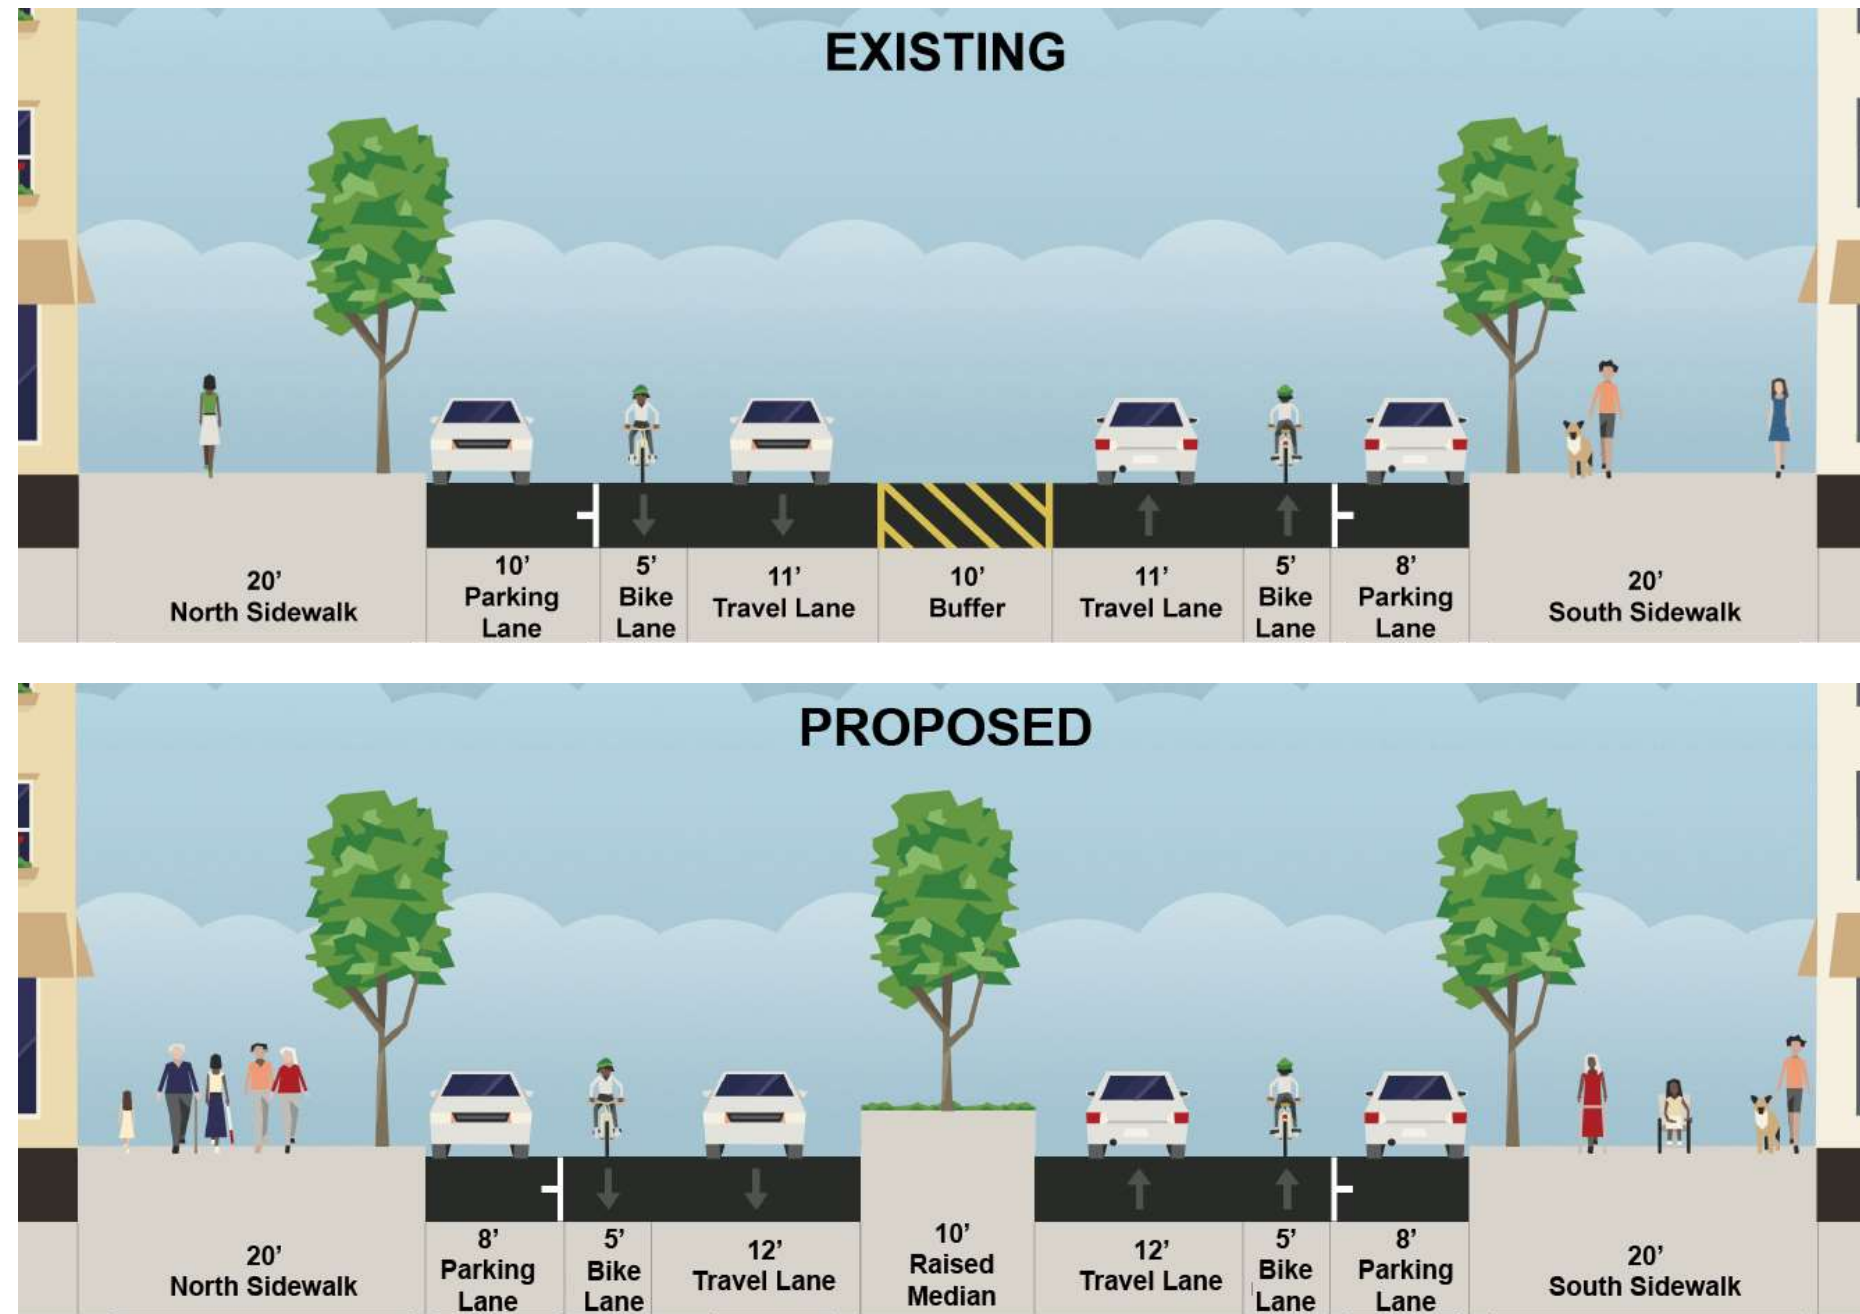 EXISTING
20’
North Sidewalk
10’
Parking
Lane
5’
Bike
Lane
11’
Travel Lane
10’
Buffer
11’
Travel Lane
5’
Bike
Lane
8’
Parking
Lane
20’
South Sidewalk
PROPOSED
20’
North Sidewalk
8’
Parking
Lane
5’
Bike
Lane
12’
Travel Lane
10’
Raised
Median
12’
Travel Lane
5’
Bike
Lane
8’
Parking
Lane
20’
South Sidewalk